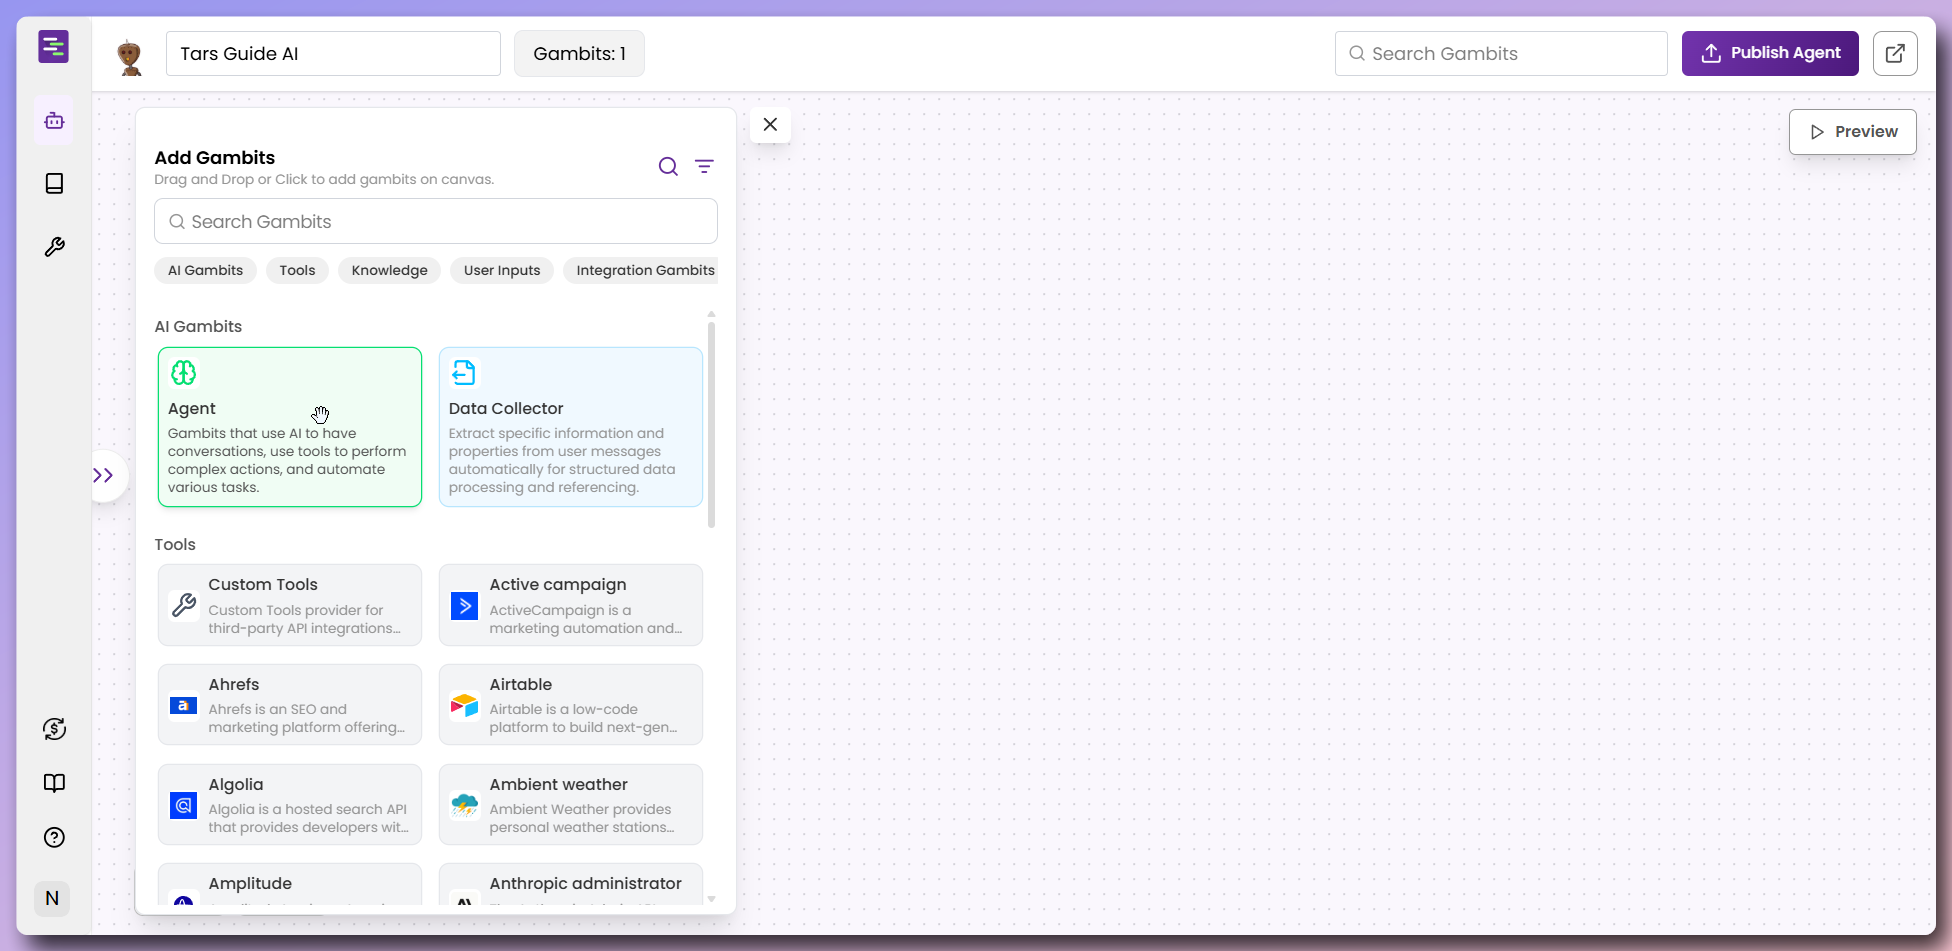 Tars Guide AI
Gambits: 1
Search Gambits
Publish Agent
Preview
Add Gambits
Drag and Drop or Click to add gambits on canvas.
Search Gambits
AI Gambits
Tools
Knowledge
User Inputs
Integration Gambits
AI Gambits
Agent
Gambits that use AI to have
conversations, use tools to perform
complex actions, and automate
various tasks.
Data Collector
Extract specific information and
properties from user messages
automatically for structured data
processing and referencing.
Tools
Custom Tools
Custom Tools provider for
third-party API integrations...
Active campaign
ActiveCampaign is a
marketing automation and...
Ahrefs
Ahrefs is an SEO and
marketing platform offering...
Airtable
Airtable is a low-code
platform to build next-gen...
Algolia
Algolia is a hosted search API
that provides developers wit...
Ambient weather
Ambient Weather provides
personal weather stations...
Amplitude
Anthropic administrator
N